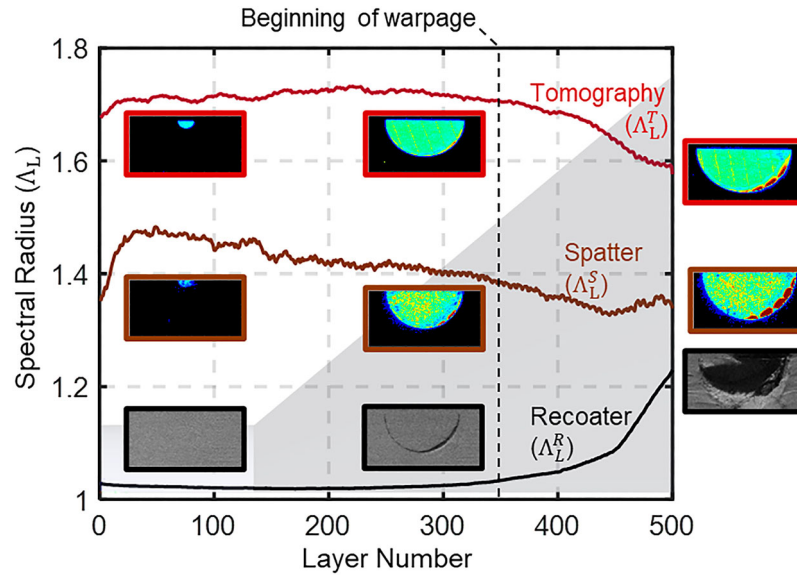 Beginning of warpage
1.8
Tomography
(Λ_L^T)
1.6
Spectral Radius (Λ_L)
Spatter
(Λ_L^S)
1.4
1.2
Recoater
(Λ_L^R)
1
0 100 200 300 400 500
Layer Number